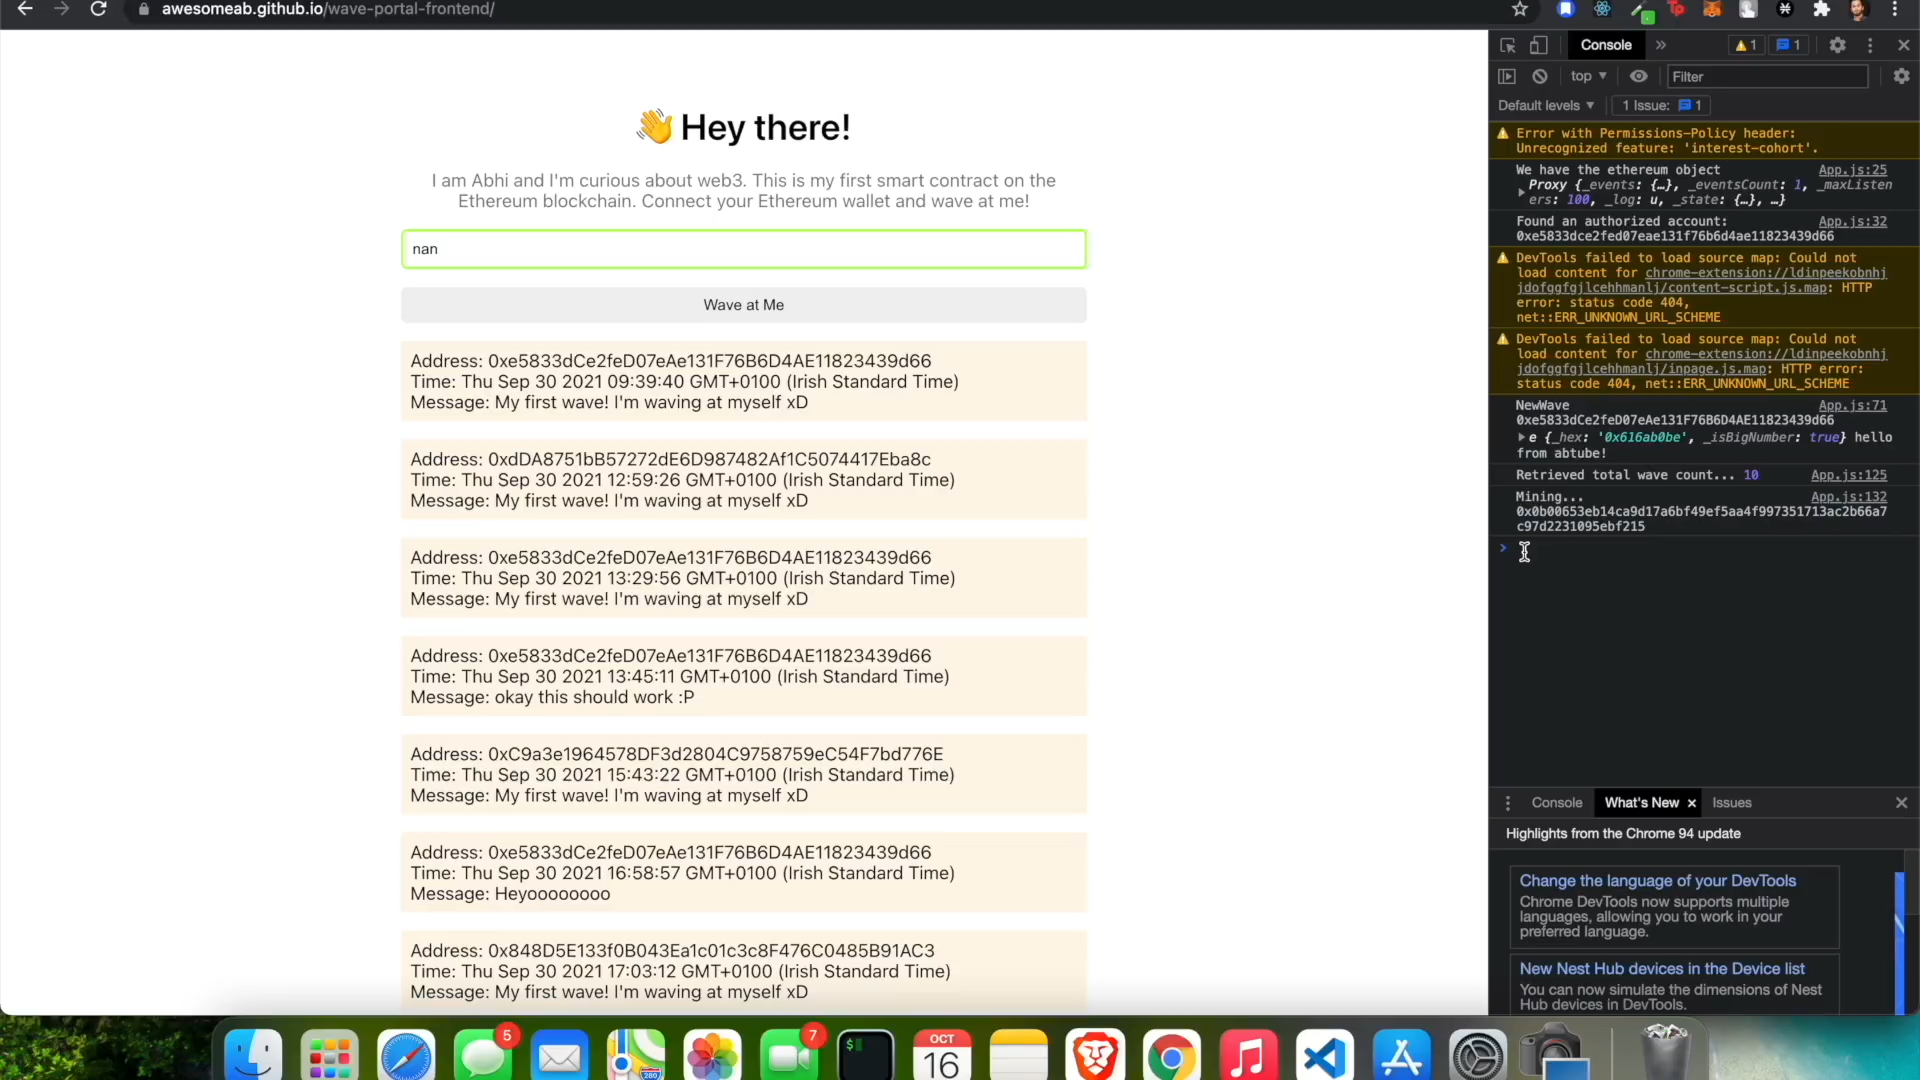 awesomeab.github.io/wave-portal-frontend/
👋 Hey there!
I am Abhi and I'm curious about web3. This is my first smart contract on the
Ethereum blockchain. Connect your Ethereum wallet and wave at me!
nan
Wave at Me
Address: 0xe5833dCe2feD07eAe131F76B6D4AE11823439d66
Time: Thu Sep 30 2021 09:39:40 GMT+0100 (Irish Standard Time)
Message: My first wave! I'm waving at myself xD
Address: 0xdDA8751bB57272dE6D987482Af1C5074417Eba8c
Time: Thu Sep 30 2021 12:59:26 GMT+0100 (Irish Standard Time)
Message: My first wave! I'm waving at myself xD
Address: 0xe5833dCe2feD07eAe131F76B6D4AE11823439d66
Time: Thu Sep 30 2021 13:29:56 GMT+0100 (Irish Standard Time)
Message: My first wave! I'm waving at myself xD
Address: 0xe5833dCe2feD07eAe131F76B6D4AE11823439d66
Time: Thu Sep 30 2021 13:45:11 GMT+0100 (Irish Standard Time)
Message: okay this should work :P
Address: 0xC9a3e1964578DF3d2804C9758759eC54F7bd776E
Time: Thu Sep 30 2021 15:43:22 GMT+0100 (Irish Standard Time)
Message: My first wave! I'm waving at myself xD
Address: 0xe5833dCe2feD07eAe131F76B6D4AE11823439d66
Time: Thu Sep 30 2021 16:58:57 GMT+0100 (Irish Standard Time)
Message: Heyoooooooo
Address: 0x848D5E133f0B043Ea1c01c3c8F476C0485B91AC3
Time: Thu Sep 30 2021 17:03:12 GMT+0100 (Irish Standard Time)
Message: My first wave! I'm waving at myself xD
Console » 1 1
top ▼ Filter
Default levels ▼ 1 Issue: 1
Error with Permissions-Policy header:
Unrecognized feature: 'interest-cohort'.
We have the ethereum object App.js:25
Proxy {_events: {…}, _eventsCount: 1, _maxListen
ers: 100, _log: u, _state: {…}, …}
Found an authorized account: App.js:32
0xe5833dce2fed07eae131f76b6d4ae11823439d66
DevTools failed to load source map: Could not
load content for chrome-extension://ldinpeekobnhj
jdofggfgjlcehhmanlj/content-script.js.map: HTTP
error: status code 404,
net::ERR_UNKNOWN_URL_SCHEME
DevTools failed to load source map: Could not
load content for chrome-extension://ldinpeekobnhj
jdofggfgjlcehhmanlj/inpage.js.map: HTTP error:
status code 404, net::ERR_UNKNOWN_URL_SCHEME
NewWave App.js:71
0xe5833dCe2feD07eAe131F76B6D4AE11823439d66
e {_hex: '0x616ab0be', _isBigNumber: true} hello
from abtube!
Retrieved total wave count... 10 App.js:125
Mining... App.js:132
0x0b00653eb14ca9d17a6bf49ef5aa4f997351713ac2b66a7
c97d2231095ebf215
Console What's New × Issues
Highlights from the Chrome 94 update
Change the language of your DevTools
Chrome DevTools now supports multiple
languages, allowing you to work in your
preferred language.
New Nest Hub devices in the Device list
You can now simulate the dimensions of Nest
Hub devices in DevTools.
5
280
7
$
OCT
16